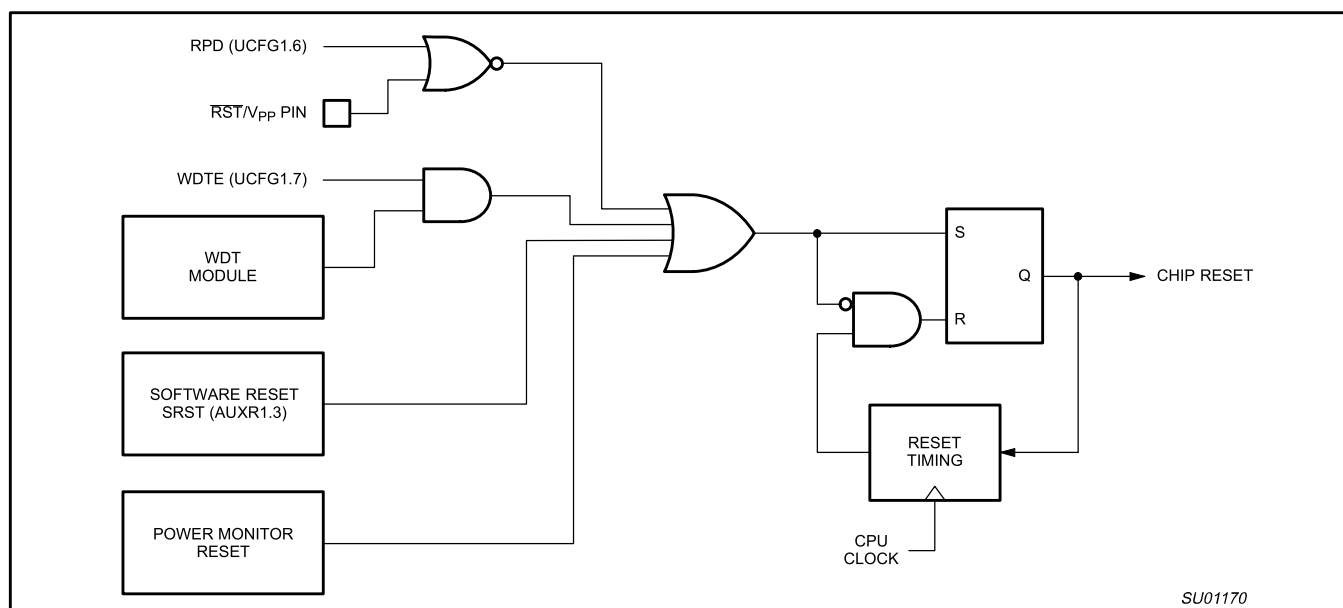 RPD (UCFG1.6)
RST/VPP PIN
WDTE (UCFG1.7)
WDT
MODULE
SOFTWARE RESET
SRST (AUXR1.3)
POWER MONITOR
RESET
S
Q
R
CHIP RESET
RESET
TIMING
CPU
CLOCK
SU01170